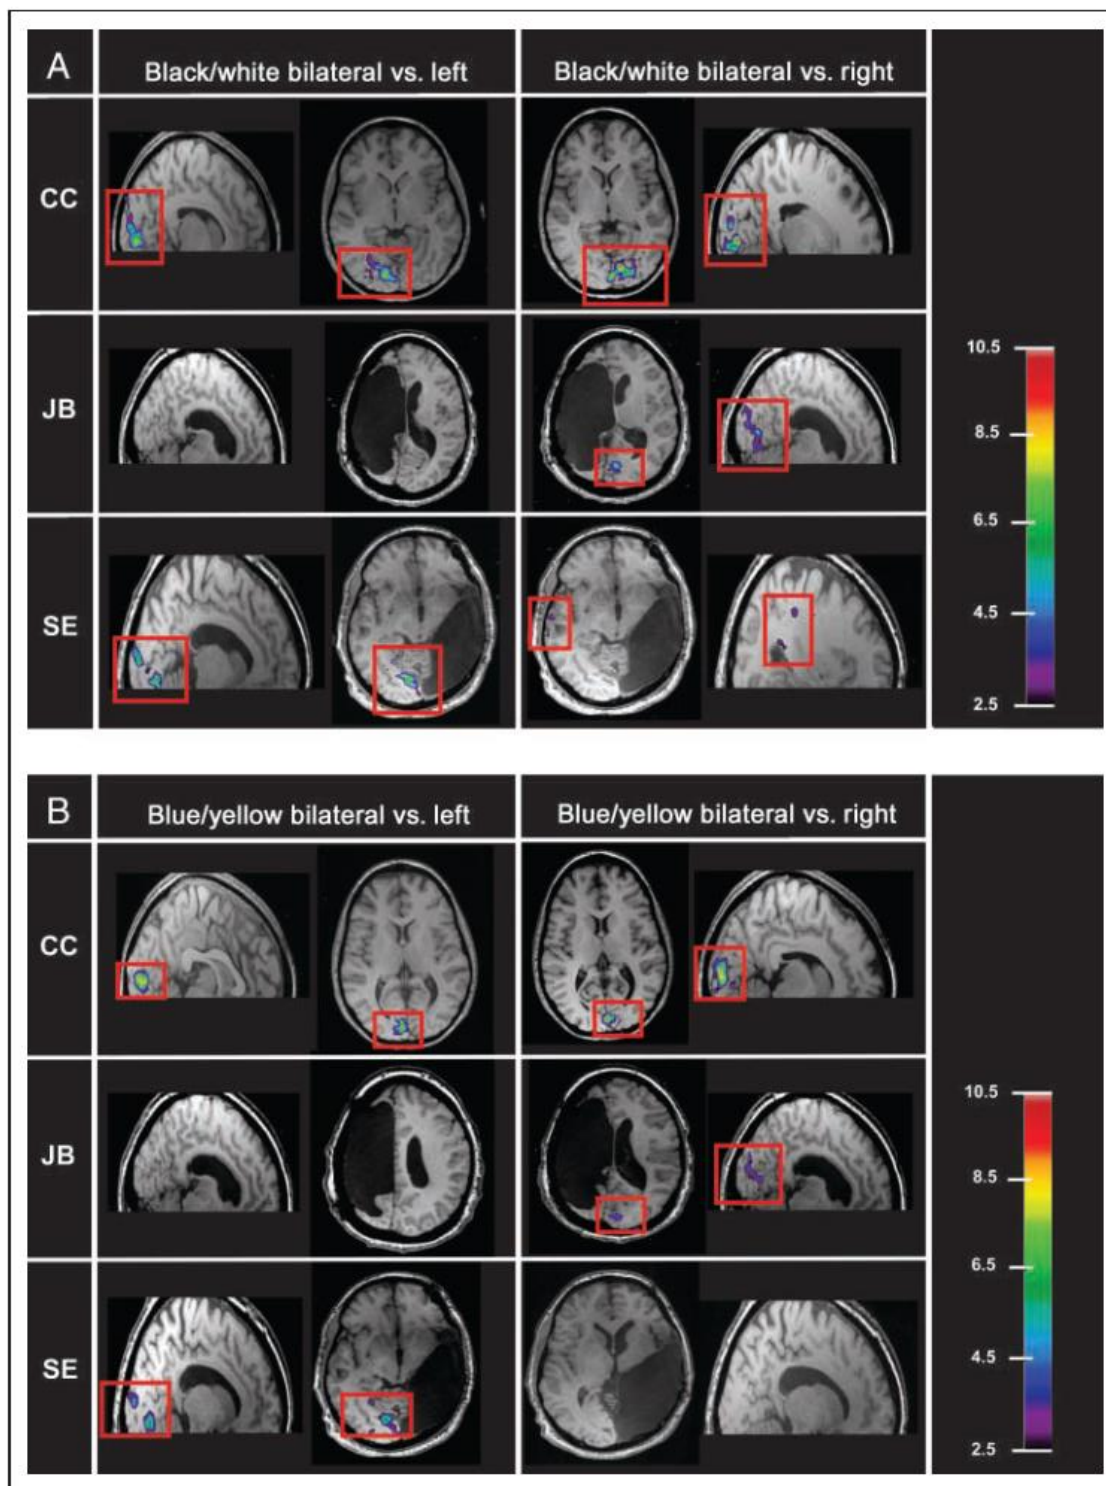 A
Black/white bilateral vs. left
Black/white bilateral vs. right
CC
JB
SE
10.5
8.5
6.5
4.5
2.5
B
Blue/yellow bilateral vs. left
Blue/yellow bilateral vs. right
CC
JB
SE
10.5
8.5
6.5
4.5
2.5